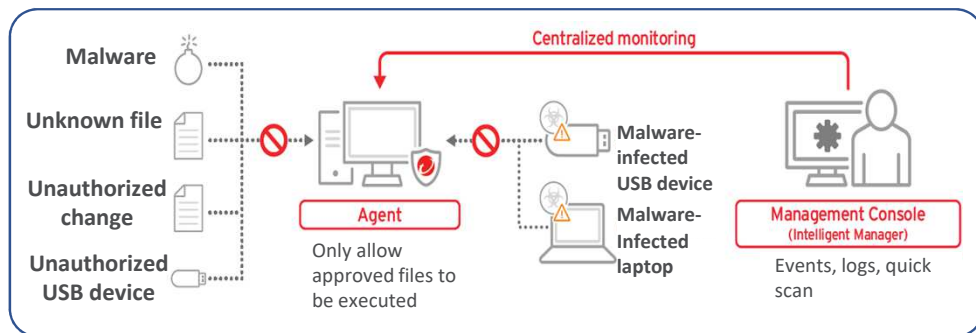 Centralized monitoring
Malware
Unknown file
Unauthorized
change
Unauthorized
USB device
Agent
Only allow
approved files to
be executed
Malware-
infected
USB device
Malware-
Infected
laptop
Management Console
(Intelligent Manager)
Events, logs, quick
scan